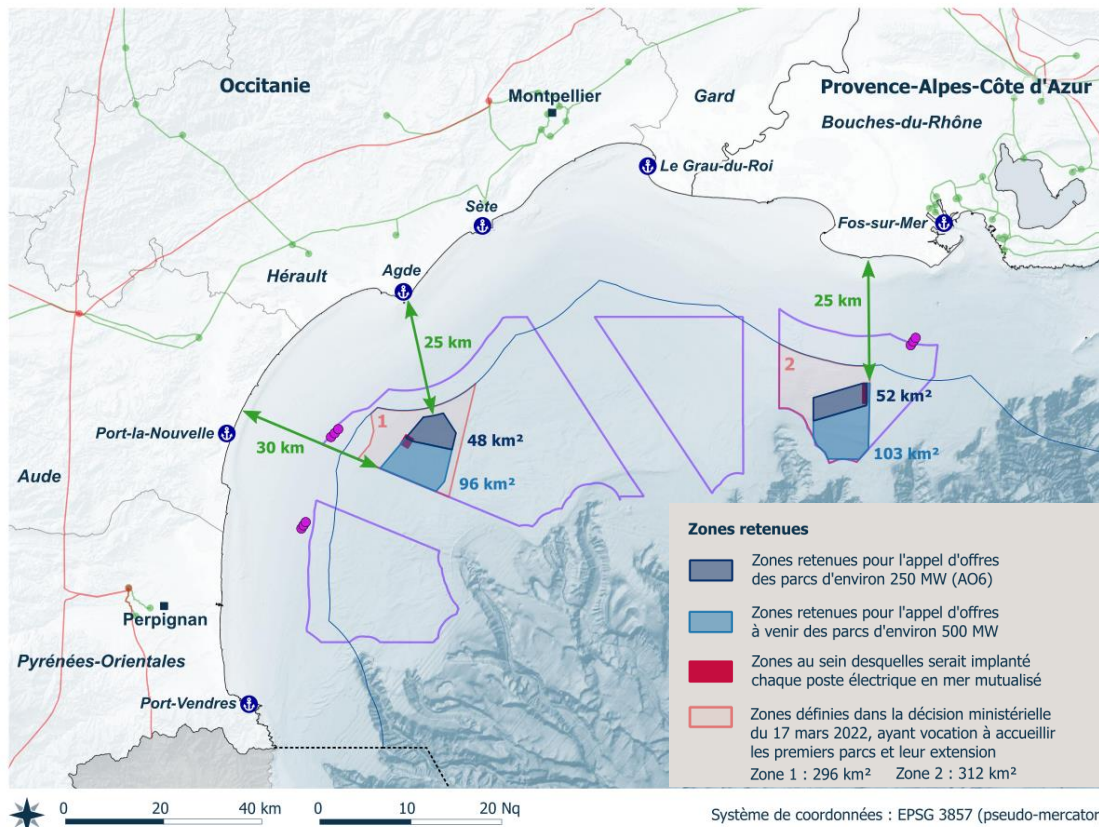 Occitanie
Montpellier
Gard
Provence-Alpes-Côte d'Azur
Bouches-du-Rhône
Le Grau-du-Roi
Sète
Fos-sur-Mer
Hérault
Agde
25 km
25 km
2
52 km²
1
Port-la-Nouvelle
30 km
48 km²
103 km²
Aude
96 km²
Perpignan
Pyrénées-Orientales
Port-Vendres
Zones retenues
Zones retenues pour l'appel d'offres
des parcs d'environ 250 MW (AO6)
Zones retenues pour l'appel d'offres
à venir des parcs d'environ 500 MW
Zones au sein desquelles serait implanté
chaque poste électrique en mer mutualisé
Zones définies dans la décision ministérielle
du 17 mars 2022, ayant vocation à accueillir
les premiers parcs et leur extension
Zone 1 : 296 km² Zone 2 : 312 km²
0 20 40 km
0 10 20 Nq
Système de coordonnées : EPSG 3857 (pseudo-mercator